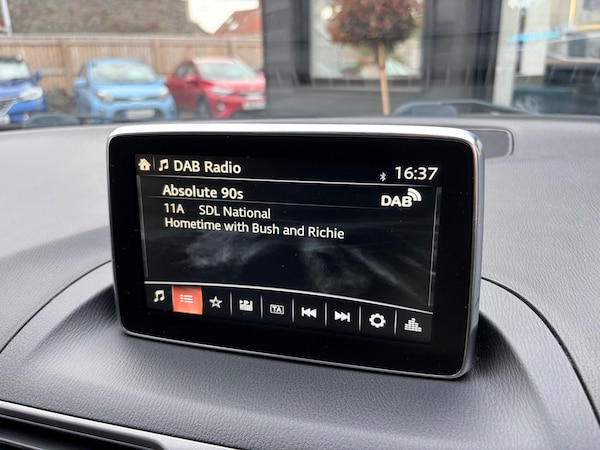 DAB Radio
16:37
Absolute 90s
DAB
11A SDL National
Hometime with Bush and Richie
TA